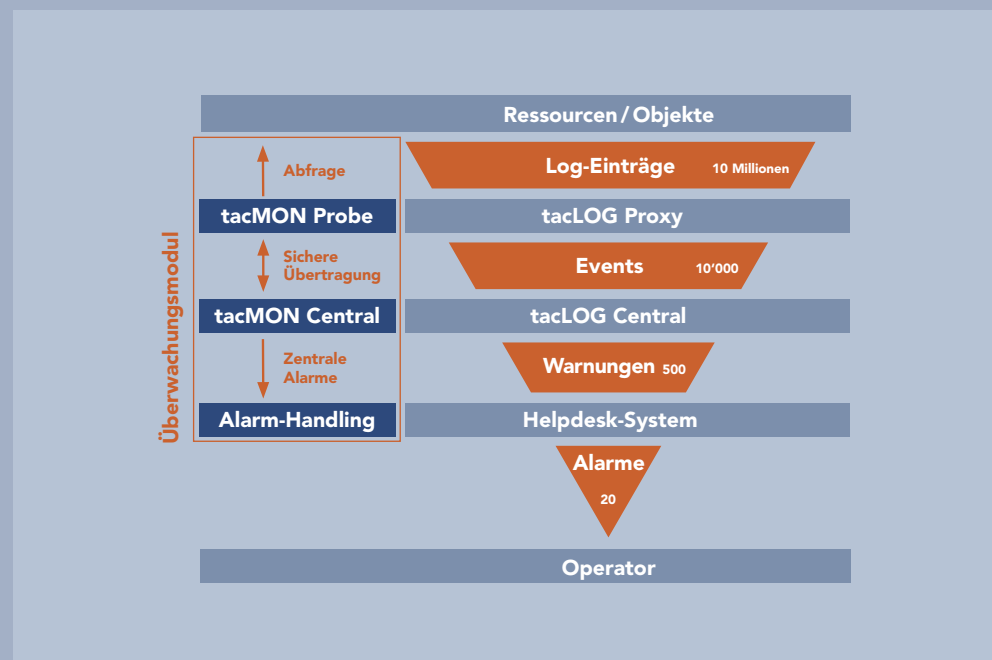 Ressourcen / Objekte
Abfrage
Log-Einträge 10 Millionen
tacMON Probe
tacLOG Proxy
Sichere
Übertragung
Events 10’000
tacMON Central
tacLOG Central
Zentrale
Alarme
Warnungen 500
Alarm-Handling
Helpdesk-System
Überwachungsmodul
Alarme
20
Operator